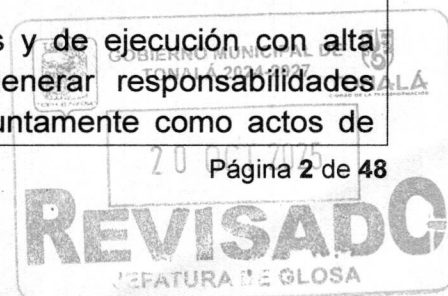 s y de ejecución con alta
GOBIERNO MUNICIPAL DE
TONALÁ 2024-2027
enerar responsabilidades
untamente como actos de
20 OCT 2025
Página 2 de 48
REVISADO
JEFATURA DE GLOSA